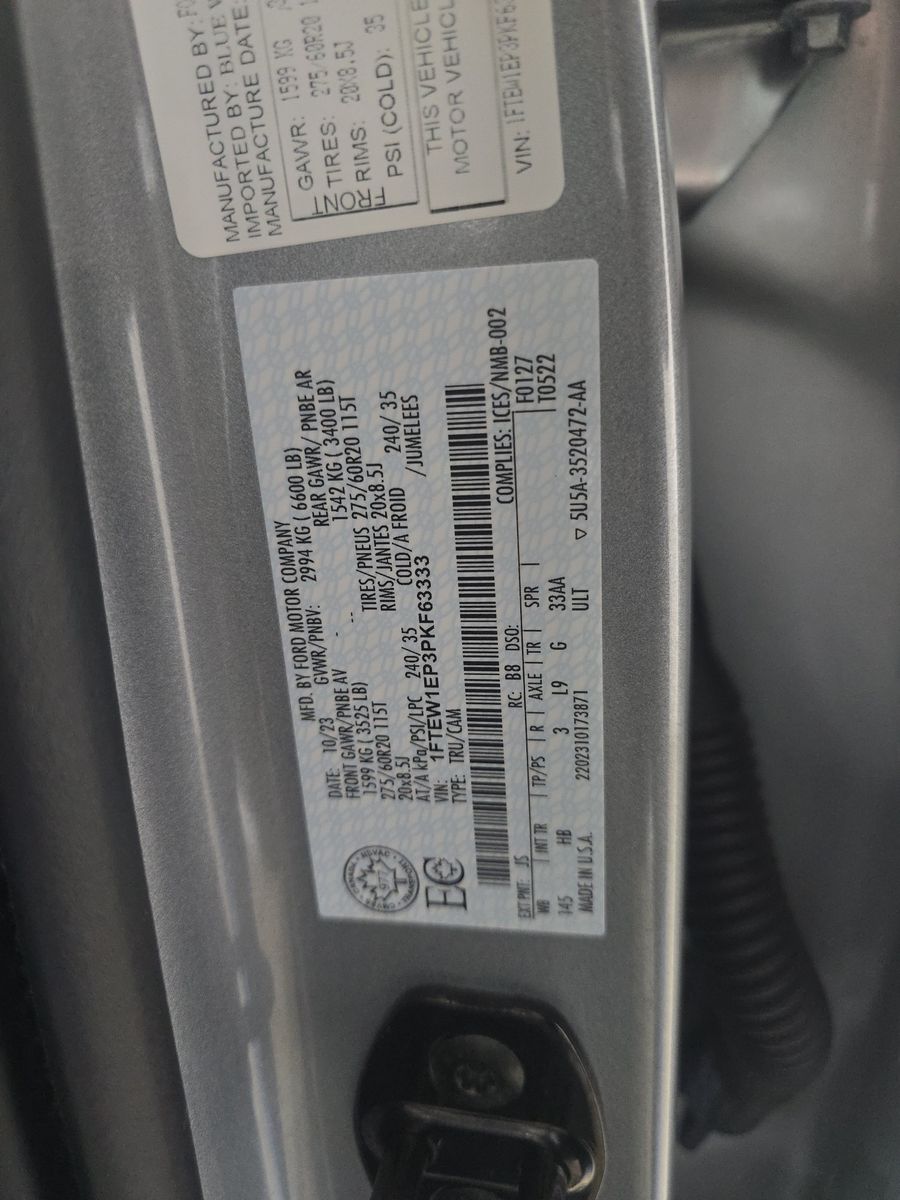 MANUFACTURED BY: FO
IMPORTED BY: BLUE
MANUFACTURE DATE:
FRONT
GAWR: 1599 KG
TIRES: 275/60R20
RIMS: 20X8.5J
PSI (COLD): 35
THIS VEHICLE
MOTOR VEHICL
VIN: 1FTEW1EP3PKF63
MFD. BY FORD MOTOR COMPANY
DATE: 10/23 GVWR/PNBV: 2994 KG ( 6600 LB)
FRONT GAWR/PNBE AV REAR GAWR/ PNBE AR
1599 KG ( 3525 LB) - -- 1542 KG ( 3400 LB)
275/60R20 115T TIRES/PNEUS 275/60R20 115T
20x8.5J RIMS/JANTES 20x8.5J
AT/A kPa/PSI/LPC 240/ 35 COLD/A FROID 240/ 35
VIN: 1FTEW1EP3PKF63333 /JUMELEES
TYPE: TRU/CAM
CANADA
977
EC
COMPLIES: ICES/NMB-002
EXT PNT: JS RC: B8 DSO: F0127
WB INT TR TP/PS R AXLE TR SPR T0522
145 HB 3 L9 G 33AA
MADE IN U.S.A. 2202310173871 ULT ▽ 5U5A-3520472-AA